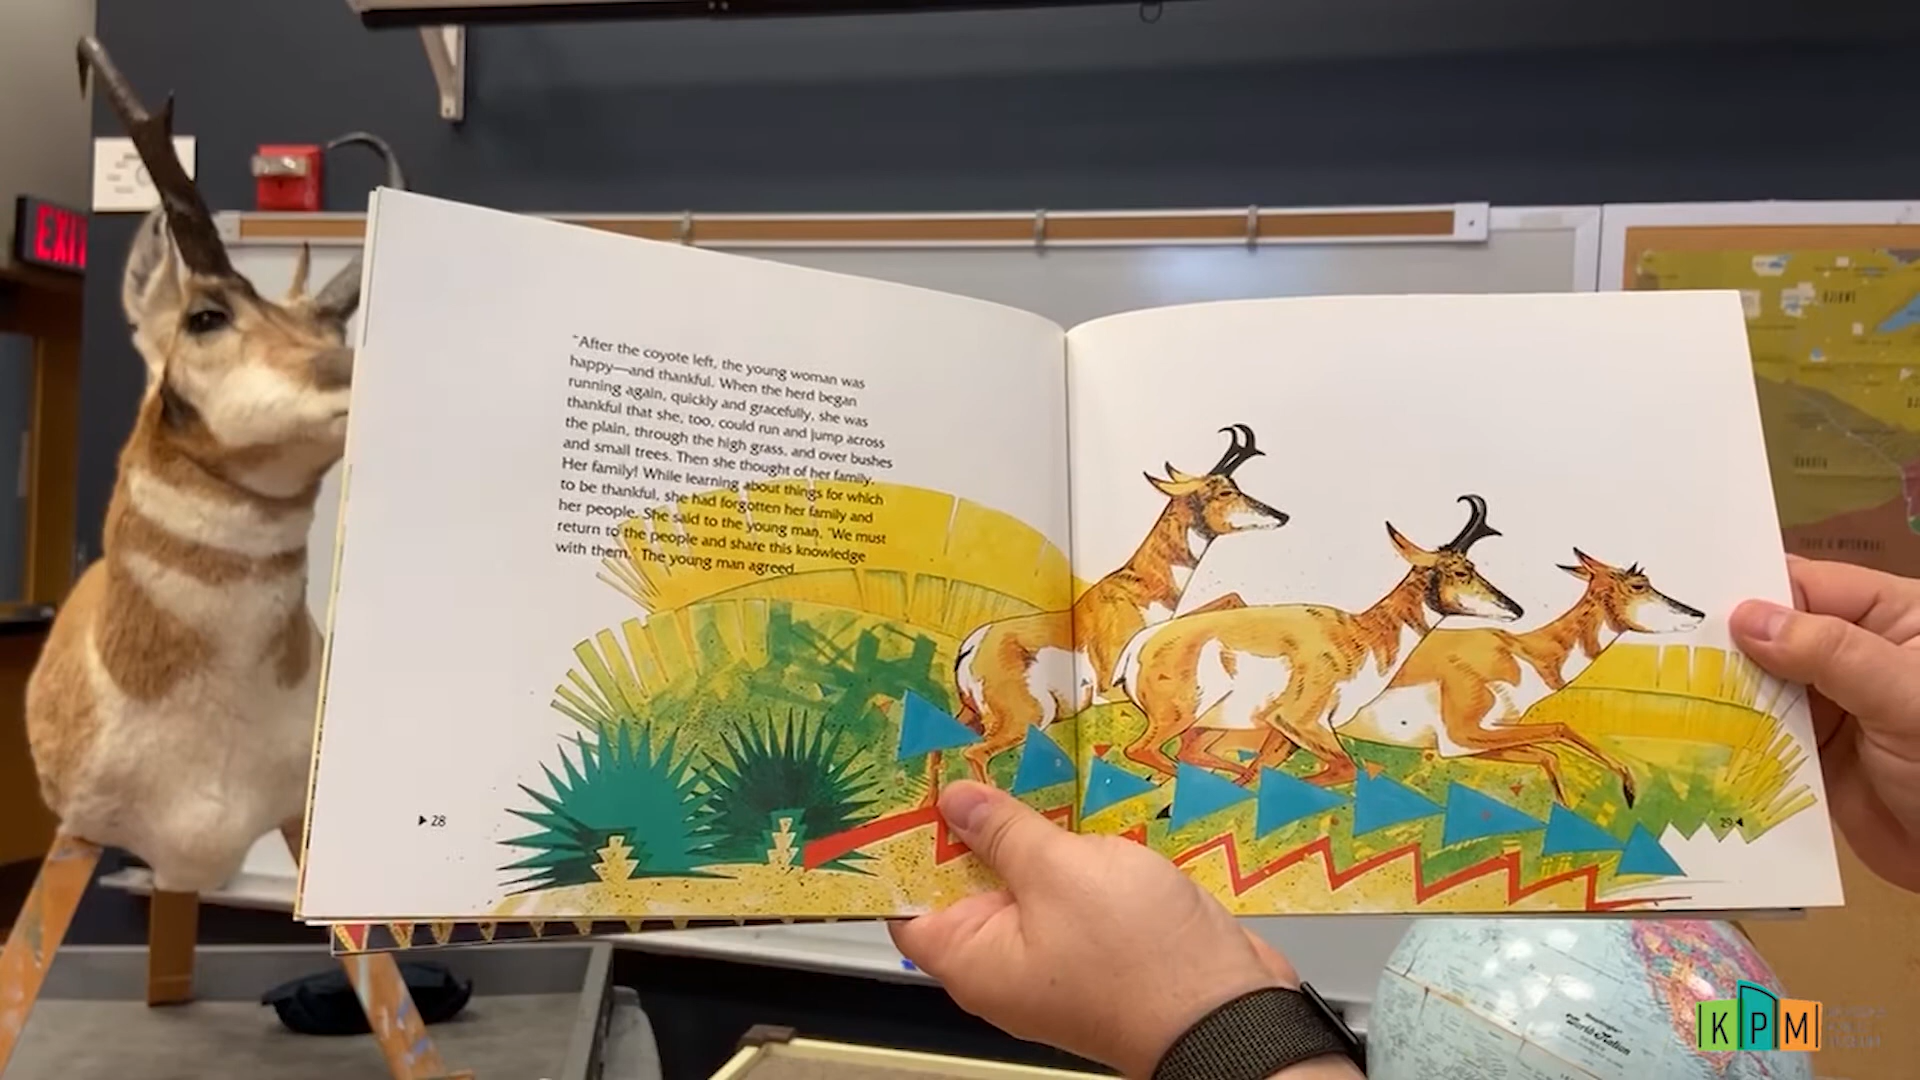 EXIT
"After the coyote left, the young woman was
happy—and thankful. When the herd began
running again, quickly and gracefully, she was
thankful that she, too, could run and jump across
the plain, through the high grass, and over bushes
and small trees. Then she thought of her family.
Her family! While learning about things for which
to be thankful, she had forgotten her family and
her people. She said to the young man, "We must
return to the people and share this knowledge
with them." The young man agreed.
▶ 28
29 ◀
World Nation
KPM